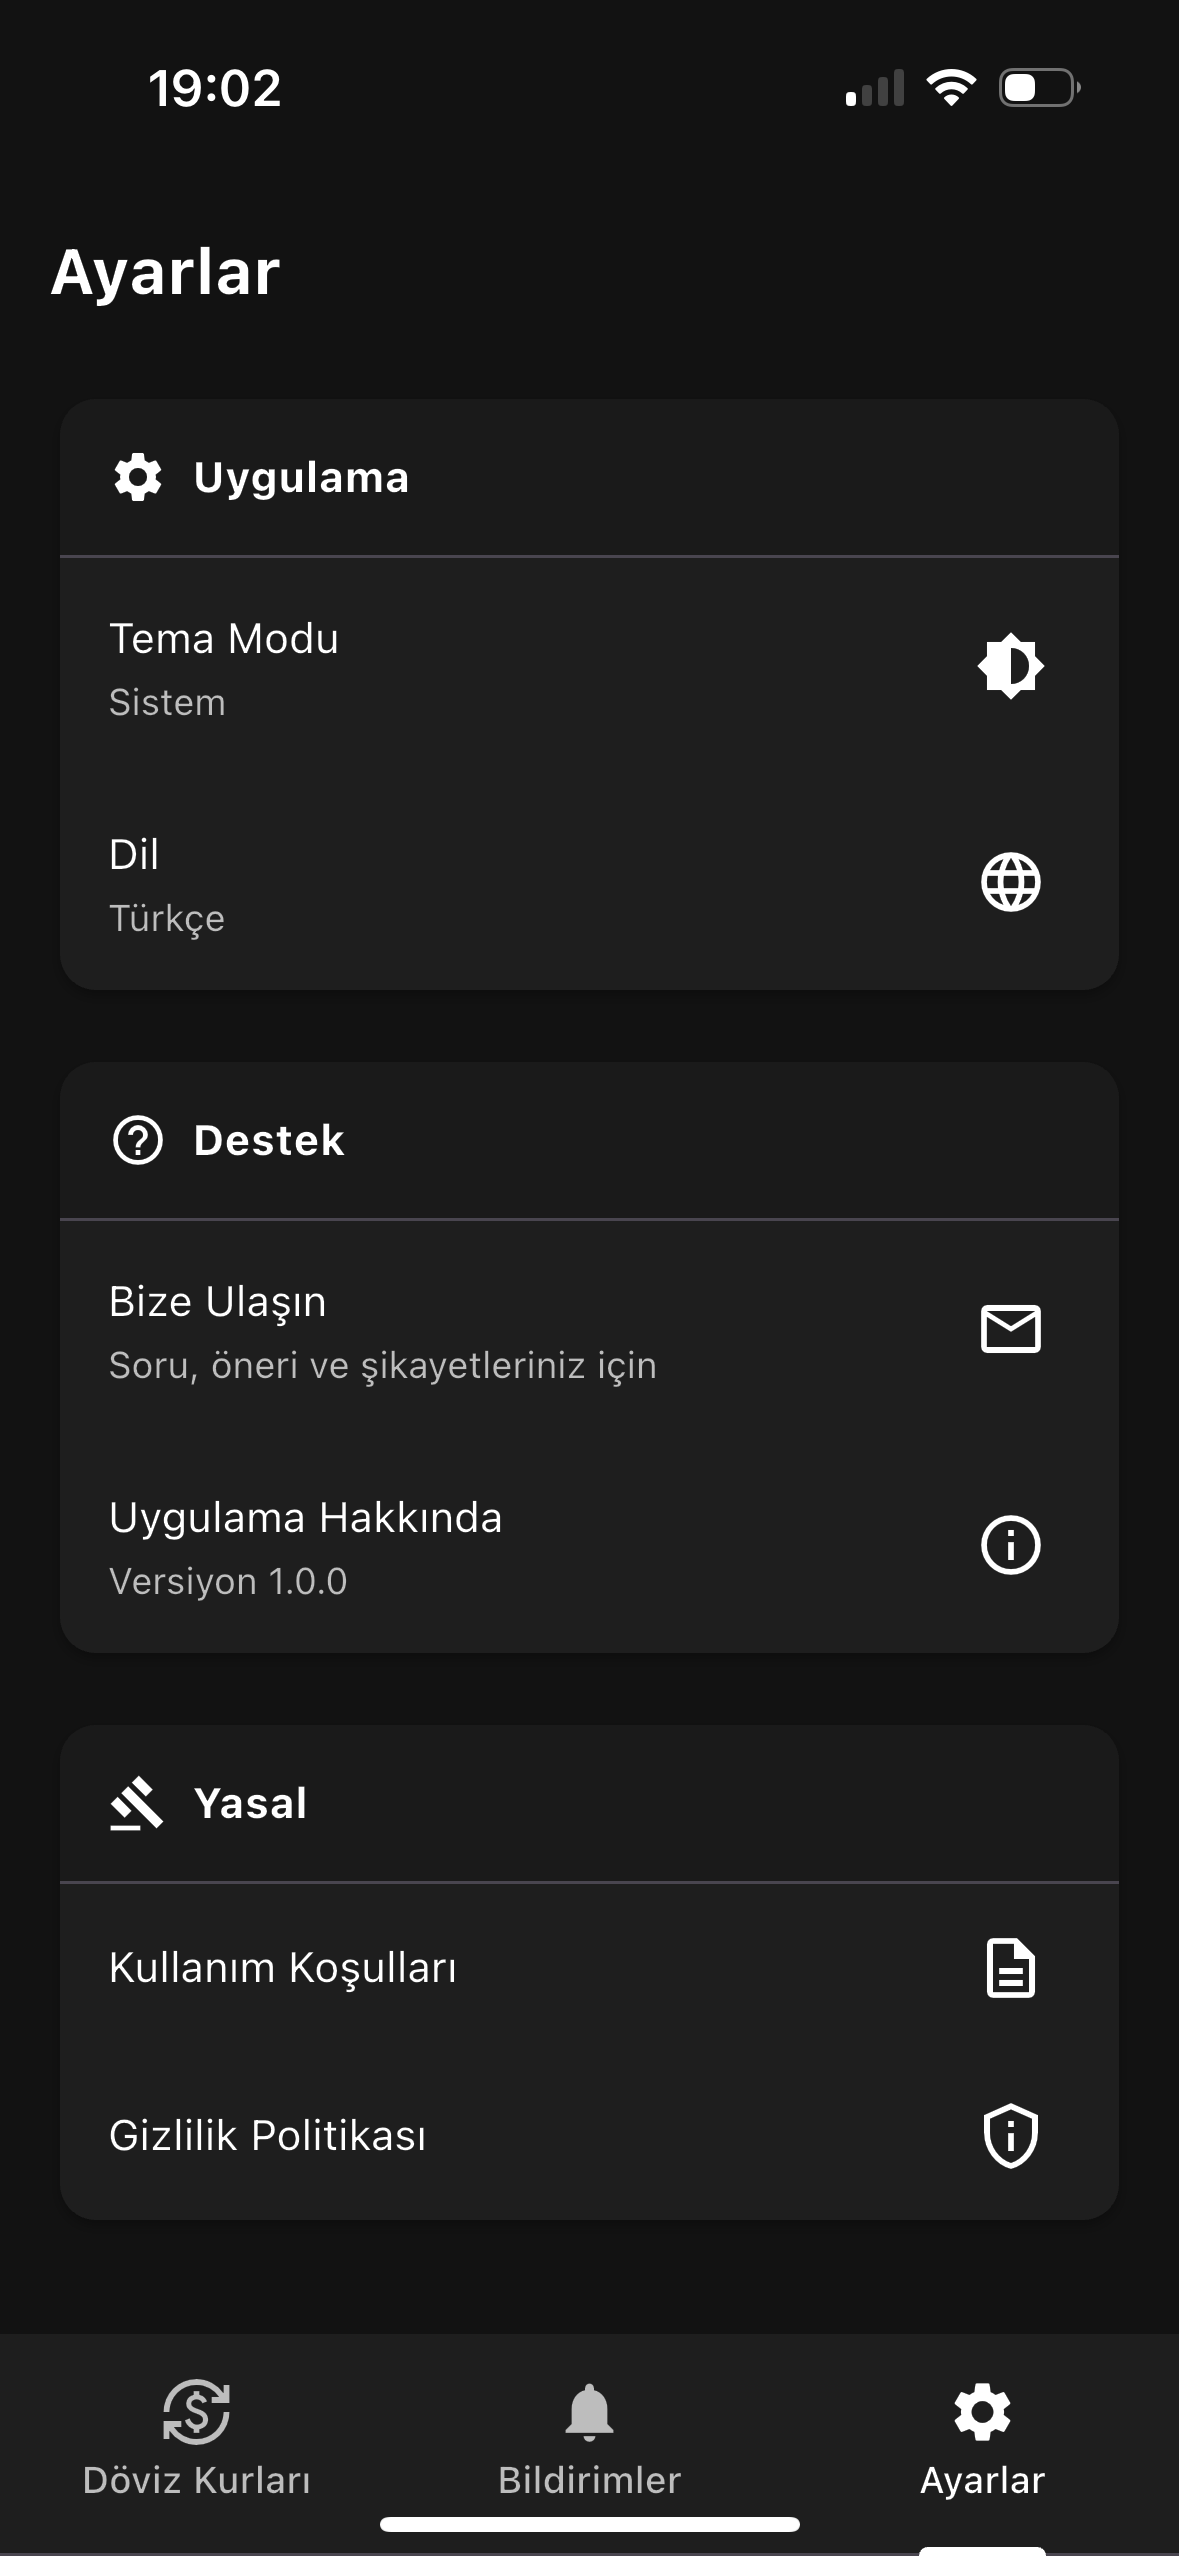 19:02
Ayarlar
Uygulama
Tema Modu
Sistem
Dil
Türkçe
Destek
Bize Ulaşın
Soru, öneri ve şikayetleriniz için
Uygulama Hakkında
Versiyon 1.0.0
Yasal
Kullanım Koşulları
Gizlilik Politikası
Döviz Kurları
Bildirimler
Ayarlar